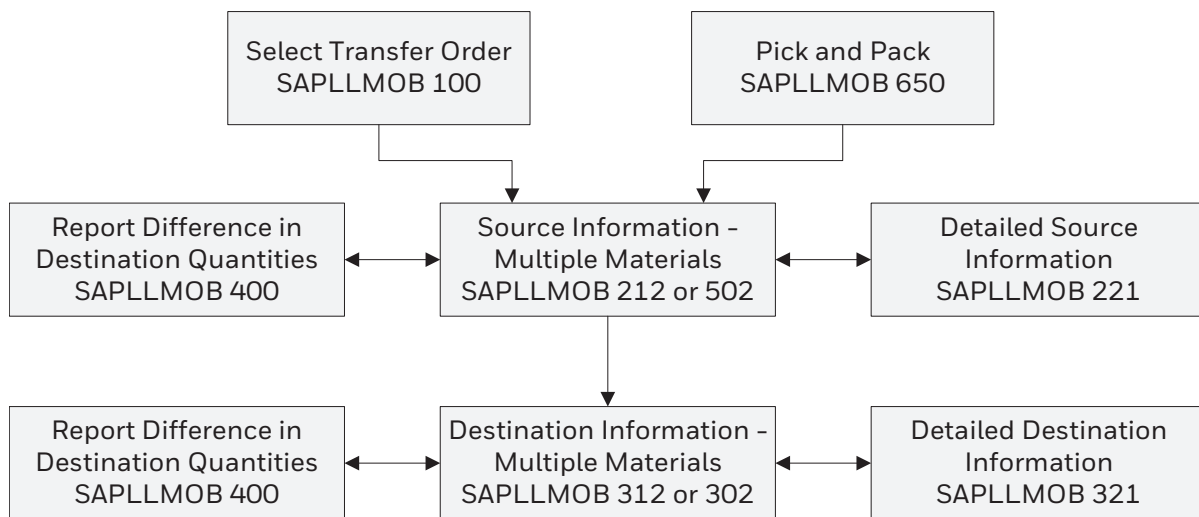 Select Transfer Order
SAPLLMOB 100
Pick and Pack
SAPLLMOB 650
Report Difference in
Destination Quantities
SAPLLMOB 400
Source Information -
Multiple Materials
SAPLLMOB 212 or 502
Detailed Source
Information
SAPLLMOB 221
Report Difference in
Destination Quantities
SAPLLMOB 400
Destination Information -
Multiple Materials
SAPLLMOB 312 or 302
Detailed Destination
Information
SAPLLMOB 321